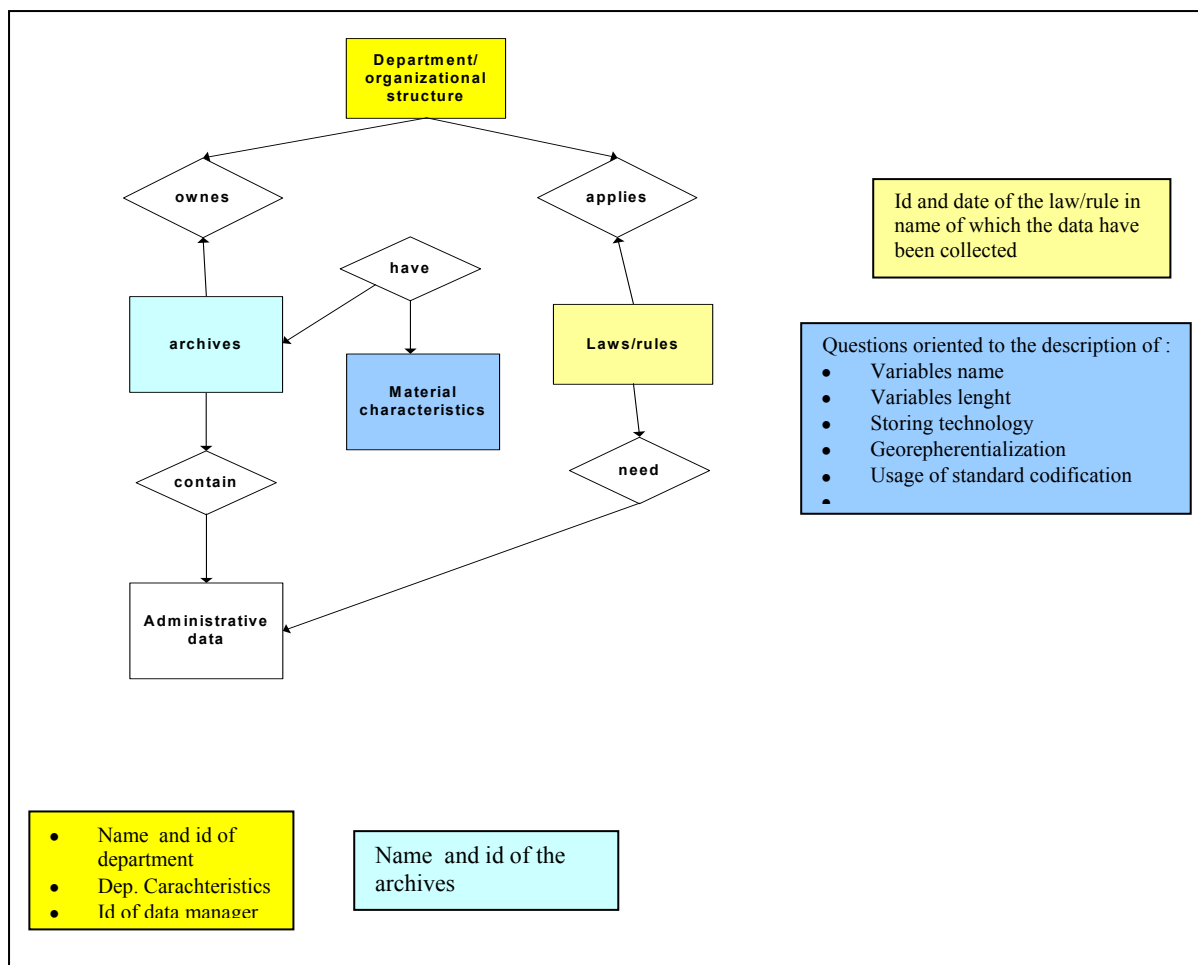 Department/
organizational
structure
ownes
applies
Id and date of the law/rule in
name of which the data have
been collected
have
archives
Laws/rules
Material
characteristics
Questions oriented to the description of :
• Variables name
• Variables lenght
• Storing technology
• Georepherentialization
• Usage of standard codification
•
contain
need
Administrative
data
• Name and id of
department
• Dep. Carachteristics
• Id of data manager
Name and id of the
archives